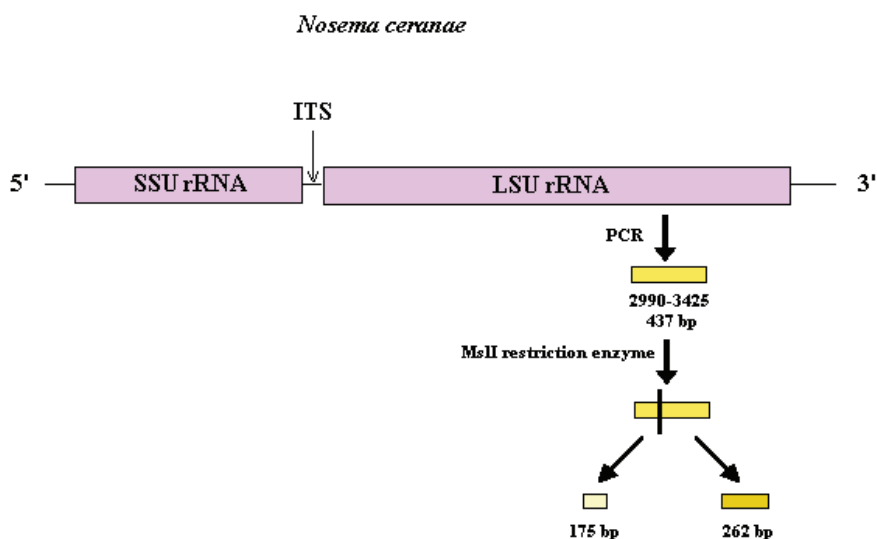 Nosema ceranae
ITS
5' SSU rRNA LSU rRNA 3'
PCR
2990-3425
437 bp
MslI restriction enzyme
175 bp 262 bp